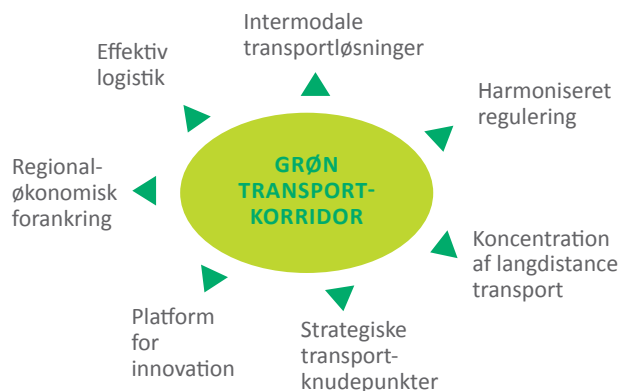 Intermodale
transportløsninger
Effektiv
logistik
Harmoniseret
regulering
GRØN
TRANSPORT-
KORRIDOR
Regional-
økonomisk
forankring
Koncentration
af langdistance
transport
Platform
for
innovation
Strategiske
transport-
knudepunkter